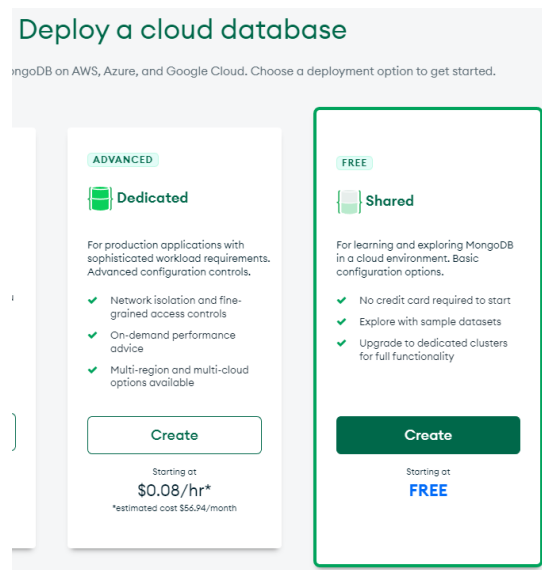 Deploy a cloud database
ongoDB on AWS, Azure, and Google Cloud. Choose a deployment option to get started.
ADVANCED
Dedicated
For production applications with
sophisticated workload requirements.
Advanced configuration controls.
Network isolation and fine-
grained access controls
On-demand performance
advice
Multi-region and multi-cloud
options available
Create
Starting at
$0.08/hr*
*estimated cost $56.94/month
FREE
Shared
For learning and exploring MongoDB
in a cloud environment. Basic
configuration options.
No credit card required to start
Explore with sample datasets
Upgrade to dedicated clusters
for full functionality
Create
Starting at
FREE